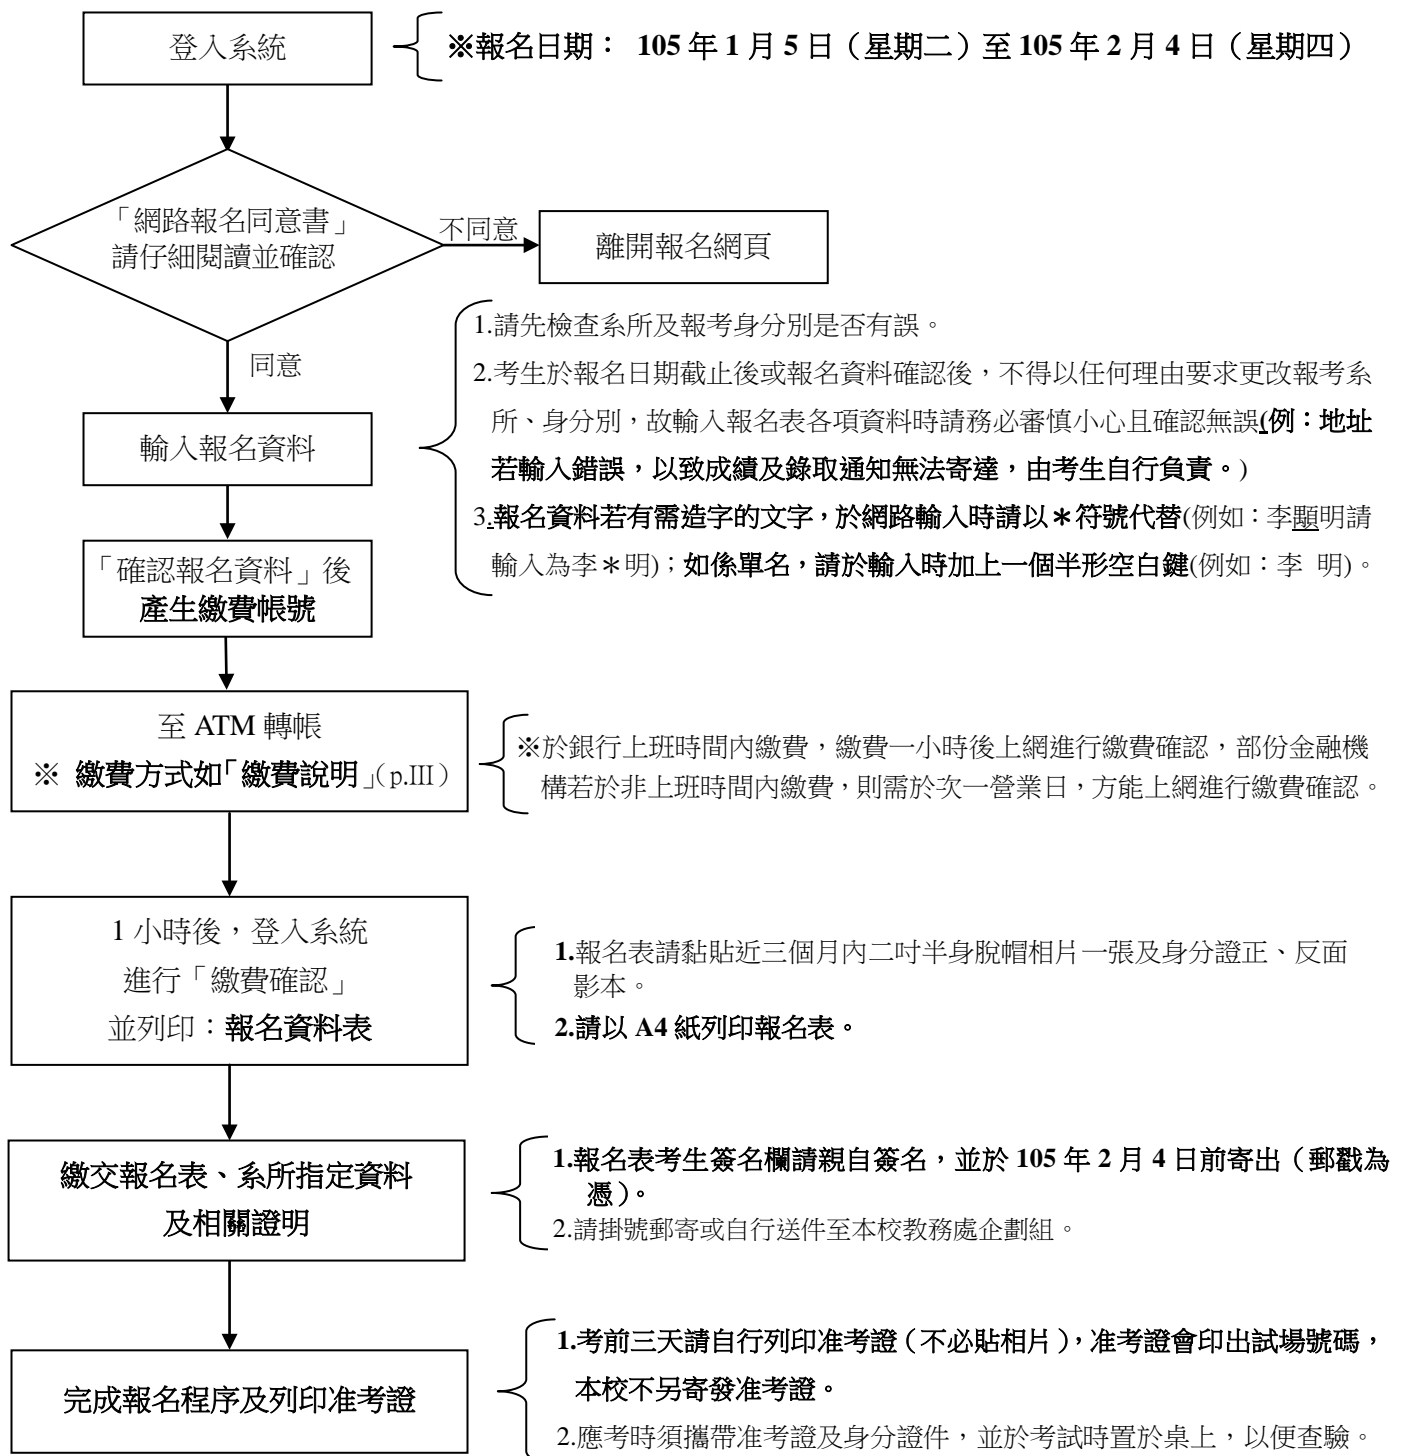 登入系統
※報名日期： 105 年 1 月 5 日（星期二）至 105 年 2 月 4 日（星期四）
「網路報名同意書」
請仔細閱讀並確認
不同意
離開報名網頁
同意
1.請先檢查系所及報考身分別是否有誤。
2.考生於報名日期截止後或報名資料確認後，不得以任何理由要求更改報考系
所、身分別，故輸入報名表各項資料時請務必審慎小心且確認無誤(例：地址
若輸入錯誤，以致成績及錄取通知無法寄達，由考生自行負責。)
3.報名資料若有需造字的文字，於網路輸入時請以＊符號代替(例如：李顯明請
輸入為李＊明)；如係單名，請於輸入時加上一個半形空白鍵(例如：李 明)。
輸入報名資料
「確認報名資料」後
產生繳費帳號
至 ATM 轉帳
※ 繳費方式如「繳費說明」（p.III）
※於銀行上班時間內繳費，繳費一小時後上網進行繳費確認，部份金融機
構若於非上班時間內繳費，則需於次一營業日，方能上網進行繳費確認。
1 小時後，登入系統
進行「繳費確認」
並列印：報名資料表
1.報名表請黏貼近三個月內二吋半身脫帽相片一張及身分證正、反面
影本。
2.請以 A4 紙列印報名表。
繳交報名表、系所指定資料
及相關證明
1.報名表考生簽名欄請親自簽名，並於 105 年 2 月 4 日前寄出（郵戳為
憑）。
2.請掛號郵寄或自行送件至本校教務處企劃組。
完成報名程序及列印准考證
1.考前三天請自行列印准考證（不必貼相片），准考證會印出試場號碼，
本校不另寄發准考證。
2.應考時須攜帶准考證及身分證件，並於考試時置於桌上，以便查驗。